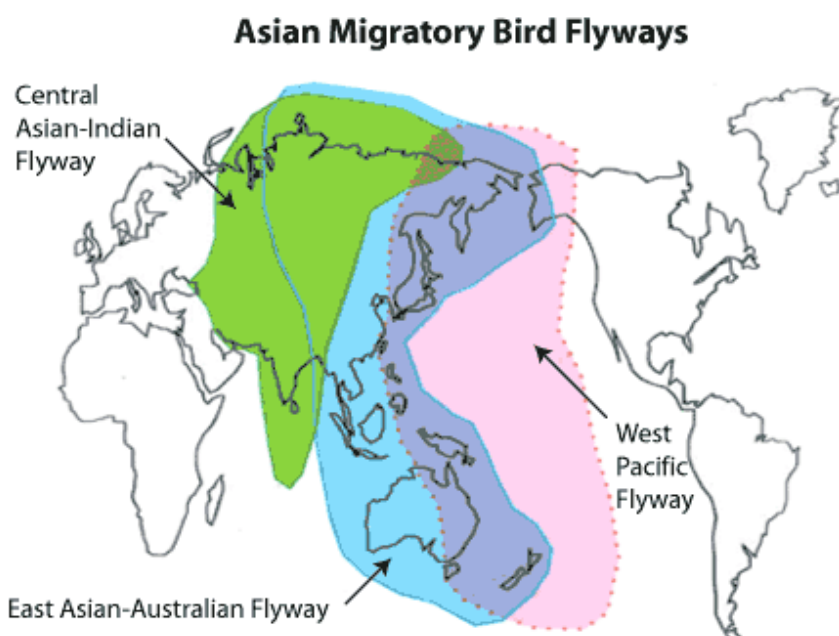 Asian Migratory Bird Flyways
Central
Asian-Indian
Flyway
West
Pacific
Flyway
East Asian-Australian Flyway